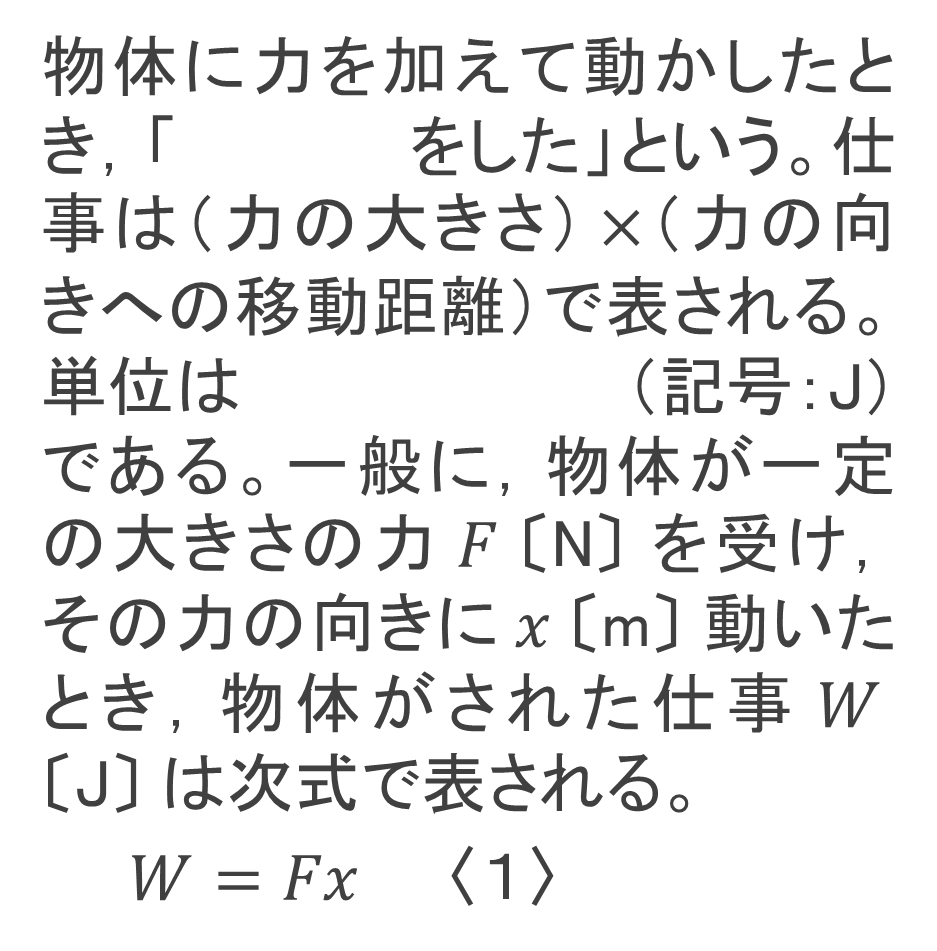 物体に力を加えて動かしたと
き，「　　　　をした」という。仕
事は（力の大きさ）×（力の向
きへの移動距離）で表される。
単位は　　　　　　（記号：J）
である。一般に，物体が一定
の大きさの力 F〔N〕を受け，
その力の向きに x〔m〕動いた
とき，物体がされた仕事 W
〔J〕は次式で表される。
W = Fx　〈１〉